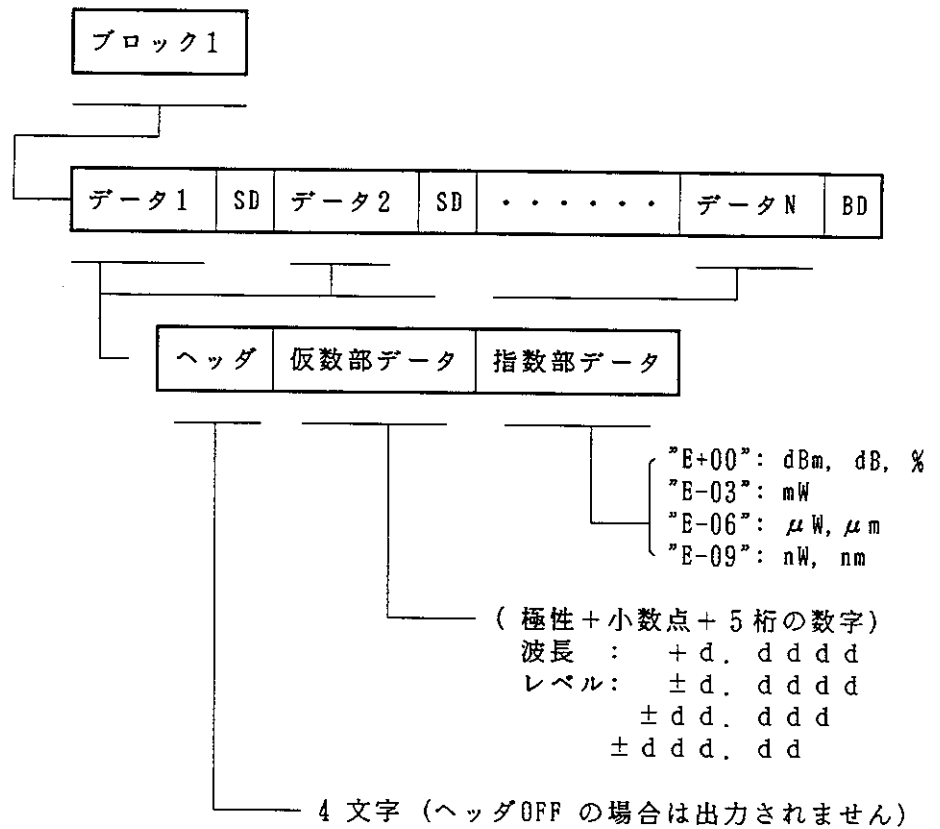 ブロック1
データ1 SD データ2 SD ・・・・・・ データN BD
ヘッダ 仮数部データ 指数部データ
"E+00": dBm, dB, %
"E-03": mW
"E-06": μW, μm
"E-09": nW, nm
(極性+小数点+5桁の数字)
波長 : +d.dddd
レベル: ±d.dddd
±dd.ddd
±ddd.dd
4文字(ヘッダOFFの場合は出力されません)